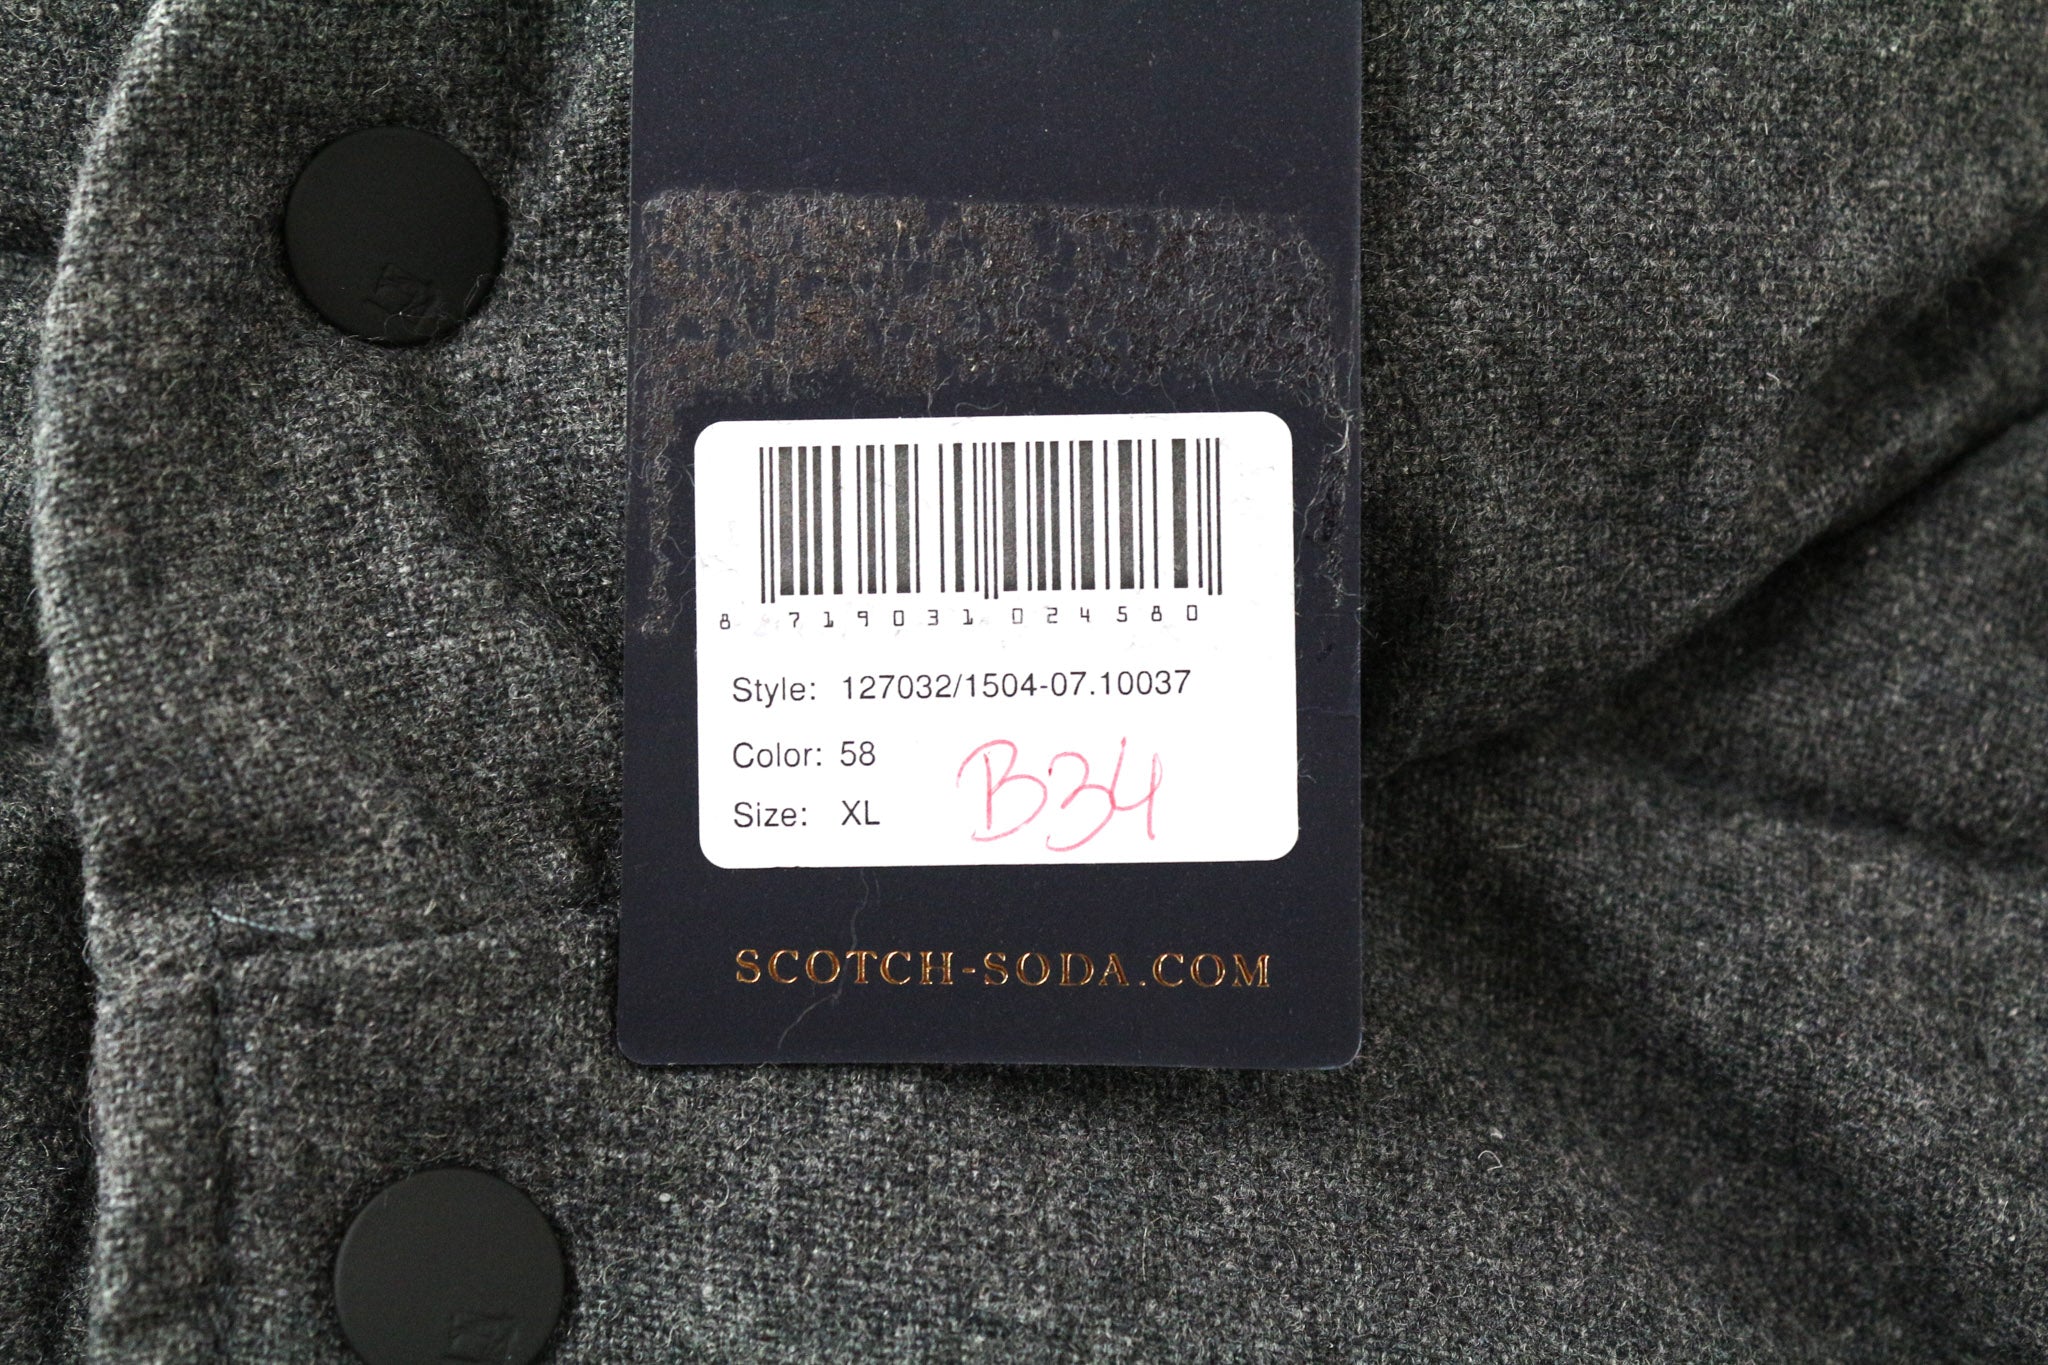 8 719031 024580
Style: 127032/1504-07.10037
Color: 58
B34
Size: XL
SCOTCH-SODA.COM